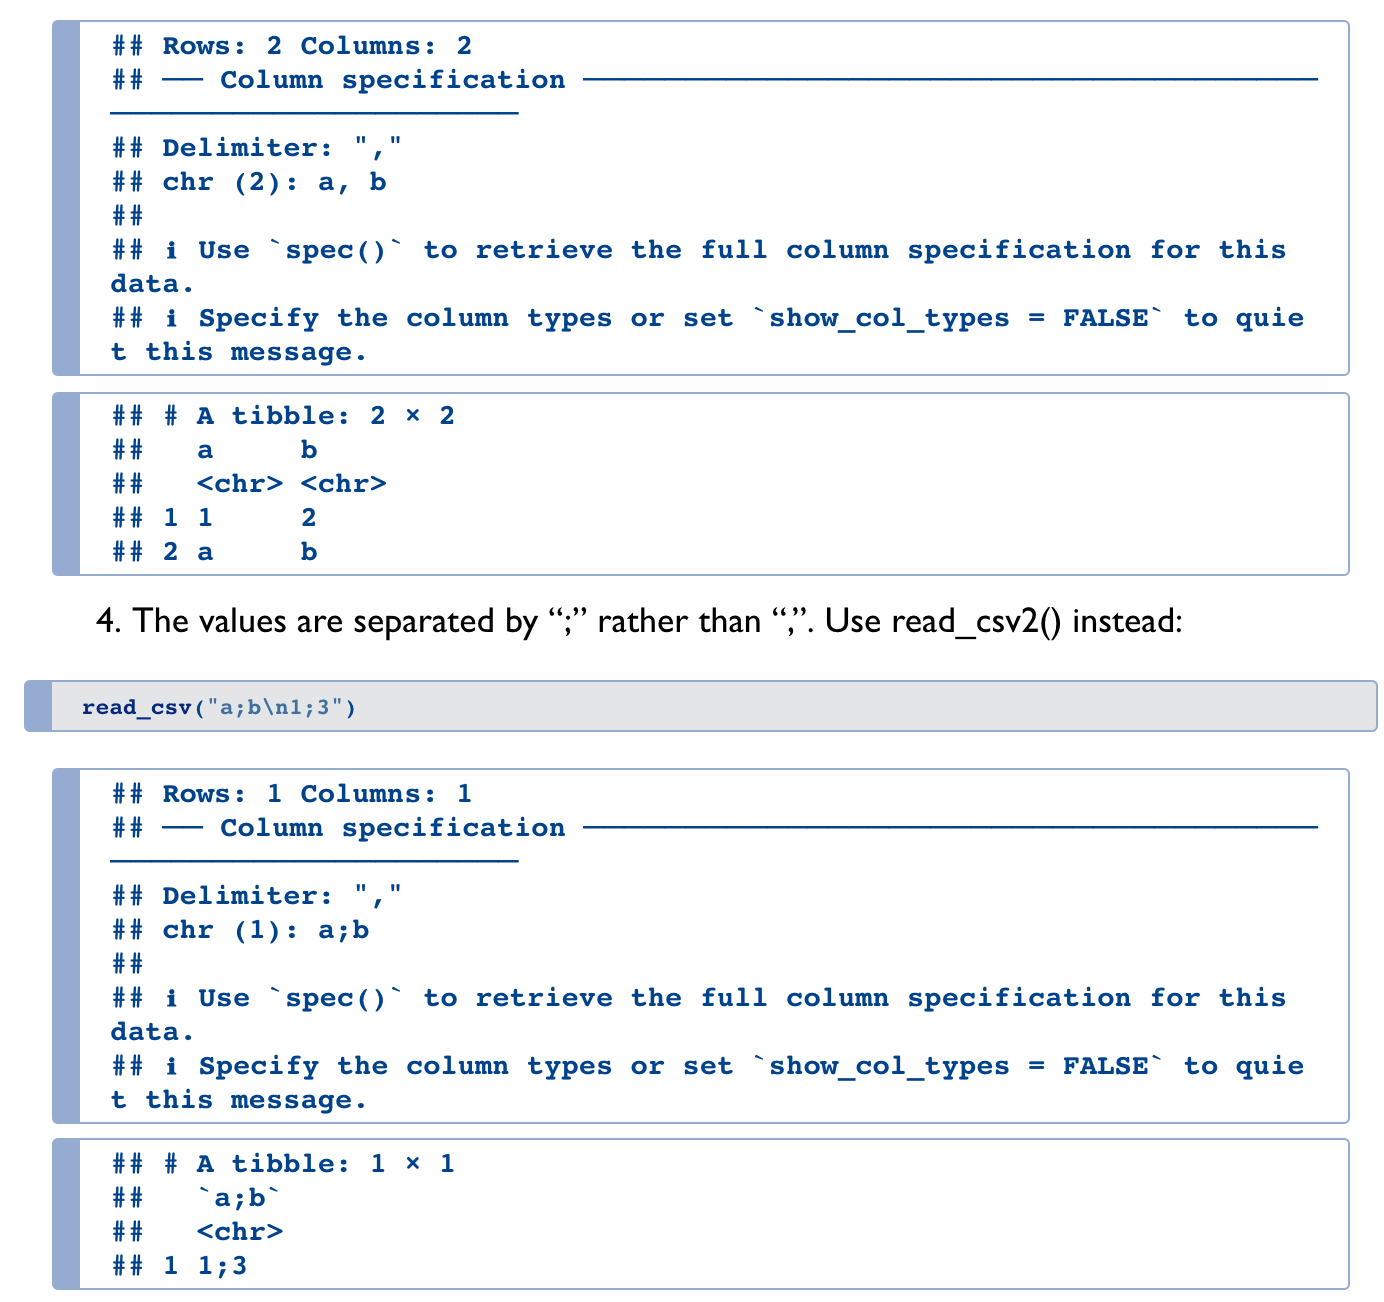 ## Rows: 2 Columns: 2
## ── Column specification ────────────────────────────────────
────────────────────
## Delimiter: ","
## chr (2): a, b
##
## ℹ Use `spec()` to retrieve the full column specification for this
data.
## ℹ Specify the column types or set `show_col_types = FALSE` to quie
t this message.
## # A tibble: 2 × 2
##   a     b
##   <chr> <chr>
## 1 1     2
## 2 a     b
4. The values are separated by “;” rather than “,”. Use read_csv2() instead:
read_csv("a;b\n1;3")
## Rows: 1 Columns: 1
## ── Column specification ────────────────────────────────────
────────────────────
## Delimiter: ","
## chr (1): a;b
##
## ℹ Use `spec()` to retrieve the full column specification for this
data.
## ℹ Specify the column types or set `show_col_types = FALSE` to quie
t this message.
## # A tibble: 1 × 1
##   `a;b`
##   <chr>
## 1 1;3